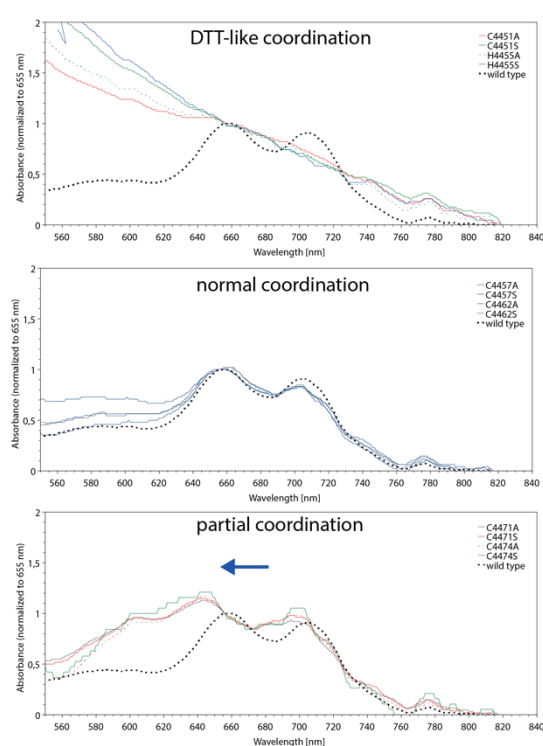 DTT-like coordination
C4451A
C4451S
H4455A
H4455S
wild type
Absorbance (normalized to 655 nm)
2
1,5
1
0,5
0
560 580 600 620 640 660 680 700 720 740 760 780 800 820 840
Wavelength [nm]
normal coordination
C4457A
C4457S
C4462A
C4462S
wild type
Absorbance (normalized to 655 nm)
2
1,5
1
0,5
0
560 580 600 620 640 660 680 700 720 740 760 780 800 820 840
Wavelength [nm]
partial coordination
C4471A
C4471S
C4474A
C4474S
wild type
Absorbance (normalized to 655 nm)
2
1,5
1
0,5
0
560 580 600 620 640 660 680 700 720 740 760 780 800 820 840
Wavelength [nm]